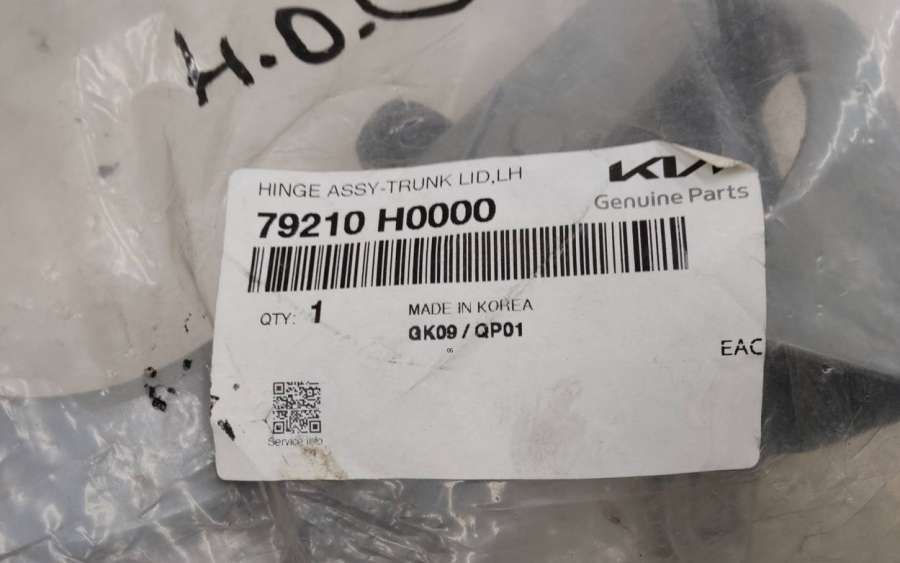 H.O.
HINGE ASSY-TRUNK LID,LH
KIA
Genuine Parts
79210 H0000
QTY: 1
MADE IN KOREA
GK09 / QP01
06
EAC
Service info